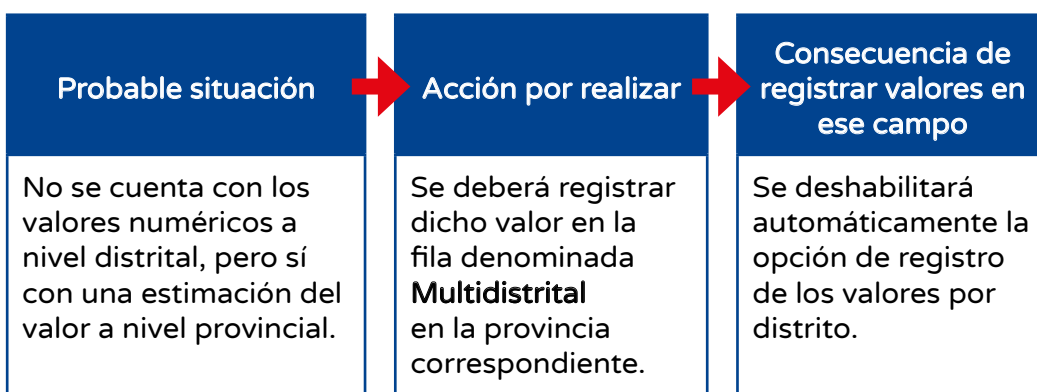 Probable situación
No se cuenta con los
valores numéricos a
nivel distrital, pero sí
con una estimación del
valor a nivel provincial.
Acción por realizar
Se deberá registrar
dicho valor en la
fila denominada
Multidistrital
en la provincia
correspondiente.
Consecuencia de
registrar valores en
ese campo
Se deshabilitará
automáticamente la
opción de registro
de los valores por
distrito.